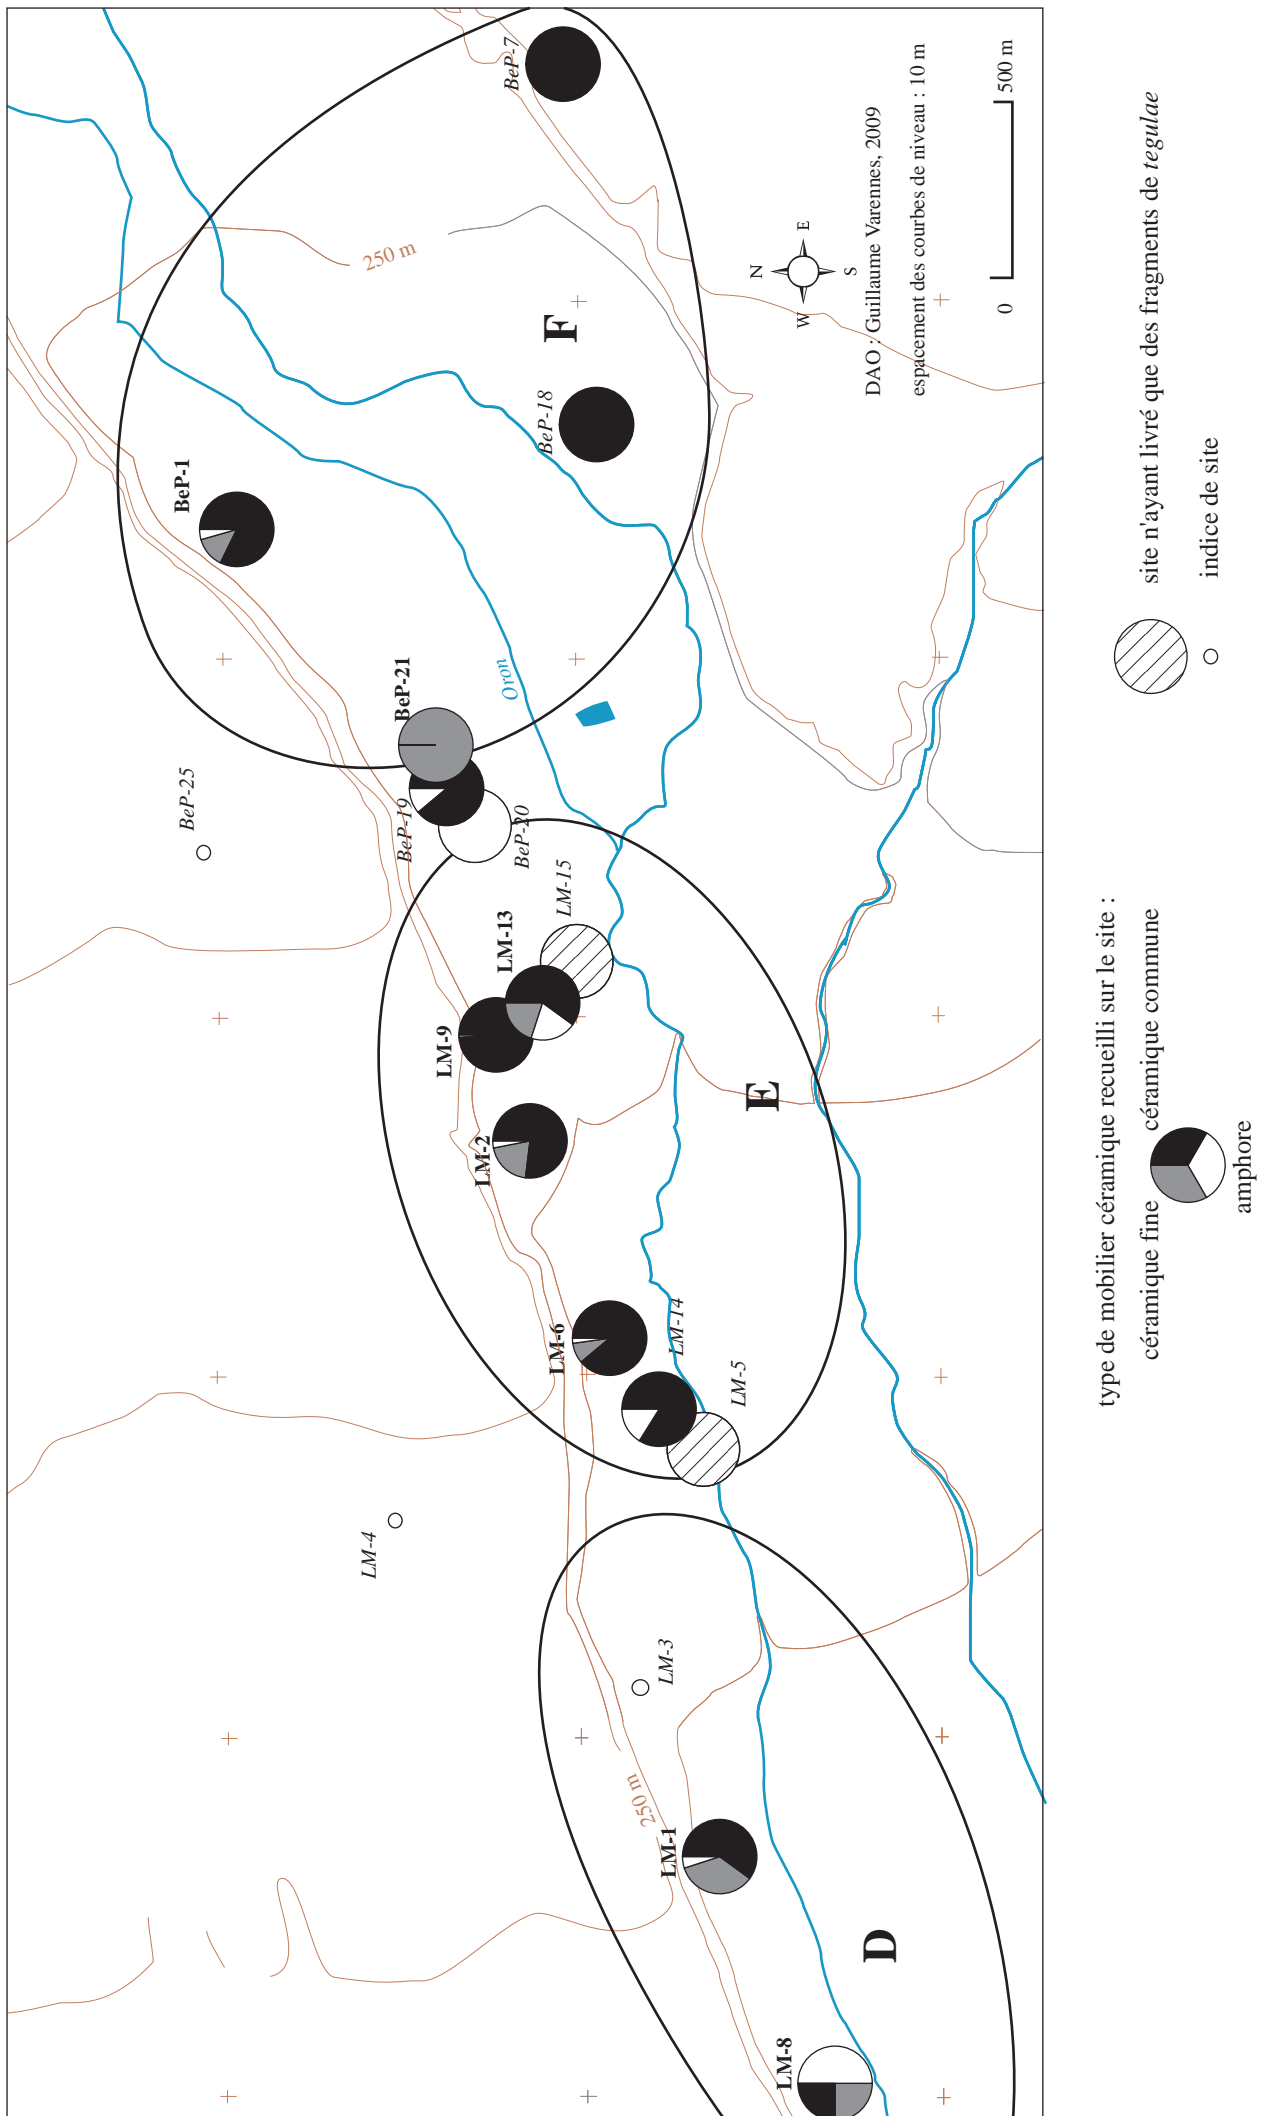 BeP-7
250 m
F
BeP-18
BeP-1
BeP-21
Oron
BeP-25
BeP-19
BeP-20
LM-15
LM-13
LM-9
E
LM-2
LM-14
LM-6
LM-5
LM-4
LM-3
250 m
LM-1
D
LM-8
N
W
E
S
DAO : Guillaume Varennes, 2009
espacement des courbes de niveau : 10 m
0
500 m
type de mobilier céramique recueilli sur le site :
céramique fine
céramique commune
amphore
site n'ayant livré que des fragments de tegulae
indice de site